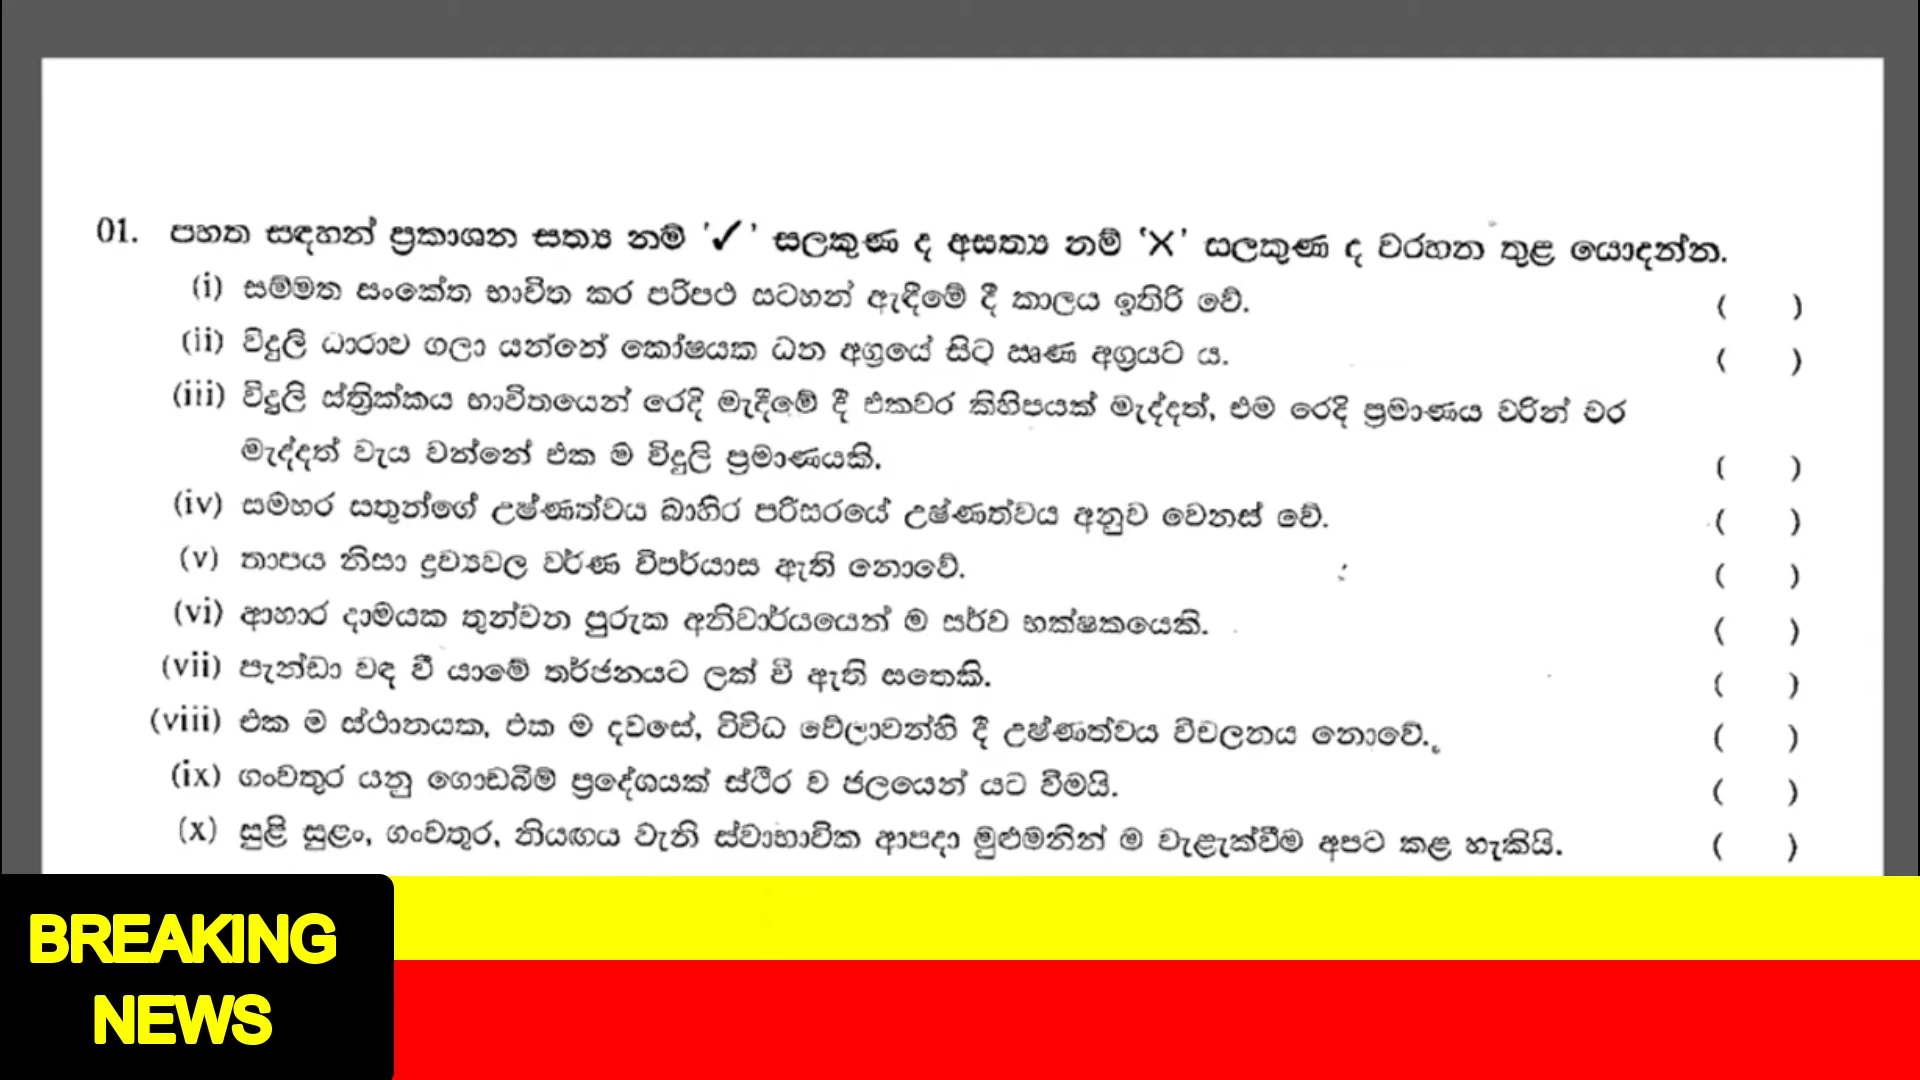 01. පහත සඳහන් ප්‍රකාශන සත්‍ය නම් '✓' සලකුණ ද අසත්‍ය නම් 'X' සලකුණ ද වරහන තුළ යොදන්න.
(i) සම්මත සංකේත භාවිත කර පරිපථ සටහන් ඇඳීමේ දී කාලය ඉතිරි වේ. ( )
(ii) විදුලි ධාරාව ගලා යන්නේ කෝෂයක ධන අග්‍රයේ සිට ඍණ අග්‍රයට ය. ( )
(iii) විදුලි ස්ත්‍රික්කය භාවිතයෙන් රෙදි මැදීමේ දී එකවර කිහිපයක් මැද්දත්, එම රෙදි ප්‍රමාණය වරින් වර
මැද්දත් වැය වන්නේ එක ම විදුලි ප්‍රමාණයකි. ( )
(iv) සමහර සතුන්ගේ උෂ්ණත්වය බාහිර පරිසරයේ උෂ්ණත්වය අනුව වෙනස් වේ. ( )
(v) තාපය නිසා ද්‍රව්‍යවල වර්ණ විපර්යාස ඇති නොවේ. ( )
(vi) ආහාර දාමයක තුන්වන පුරුක අනිවාර්යයෙන් ම සර්ව භක්ෂකයෙකි. ( )
(vii) පැන්ඩා වඳ වී යාමේ තර්ජනයට ලක් වී ඇති සතෙකි. ( )
(viii) එක ම ස්ථානයක, එක ම දවසේ, විවිධ වේලාවන්හි දී උෂ්ණත්වය විචලනය නොවේ. ( )
(ix) ගංවතුර යනු ගොඩබිම් ප්‍රදේශයක් ස්ථිර ව ජලයෙන් යට වීමයි. ( )
(x) සුළි සුළං, ගංවතුර, නියඟය වැනි ස්වාභාවික ආපදා මුළුමනින් ම වැළැක්වීම අපට කළ හැකියි. ( )
BREAKING
NEWS